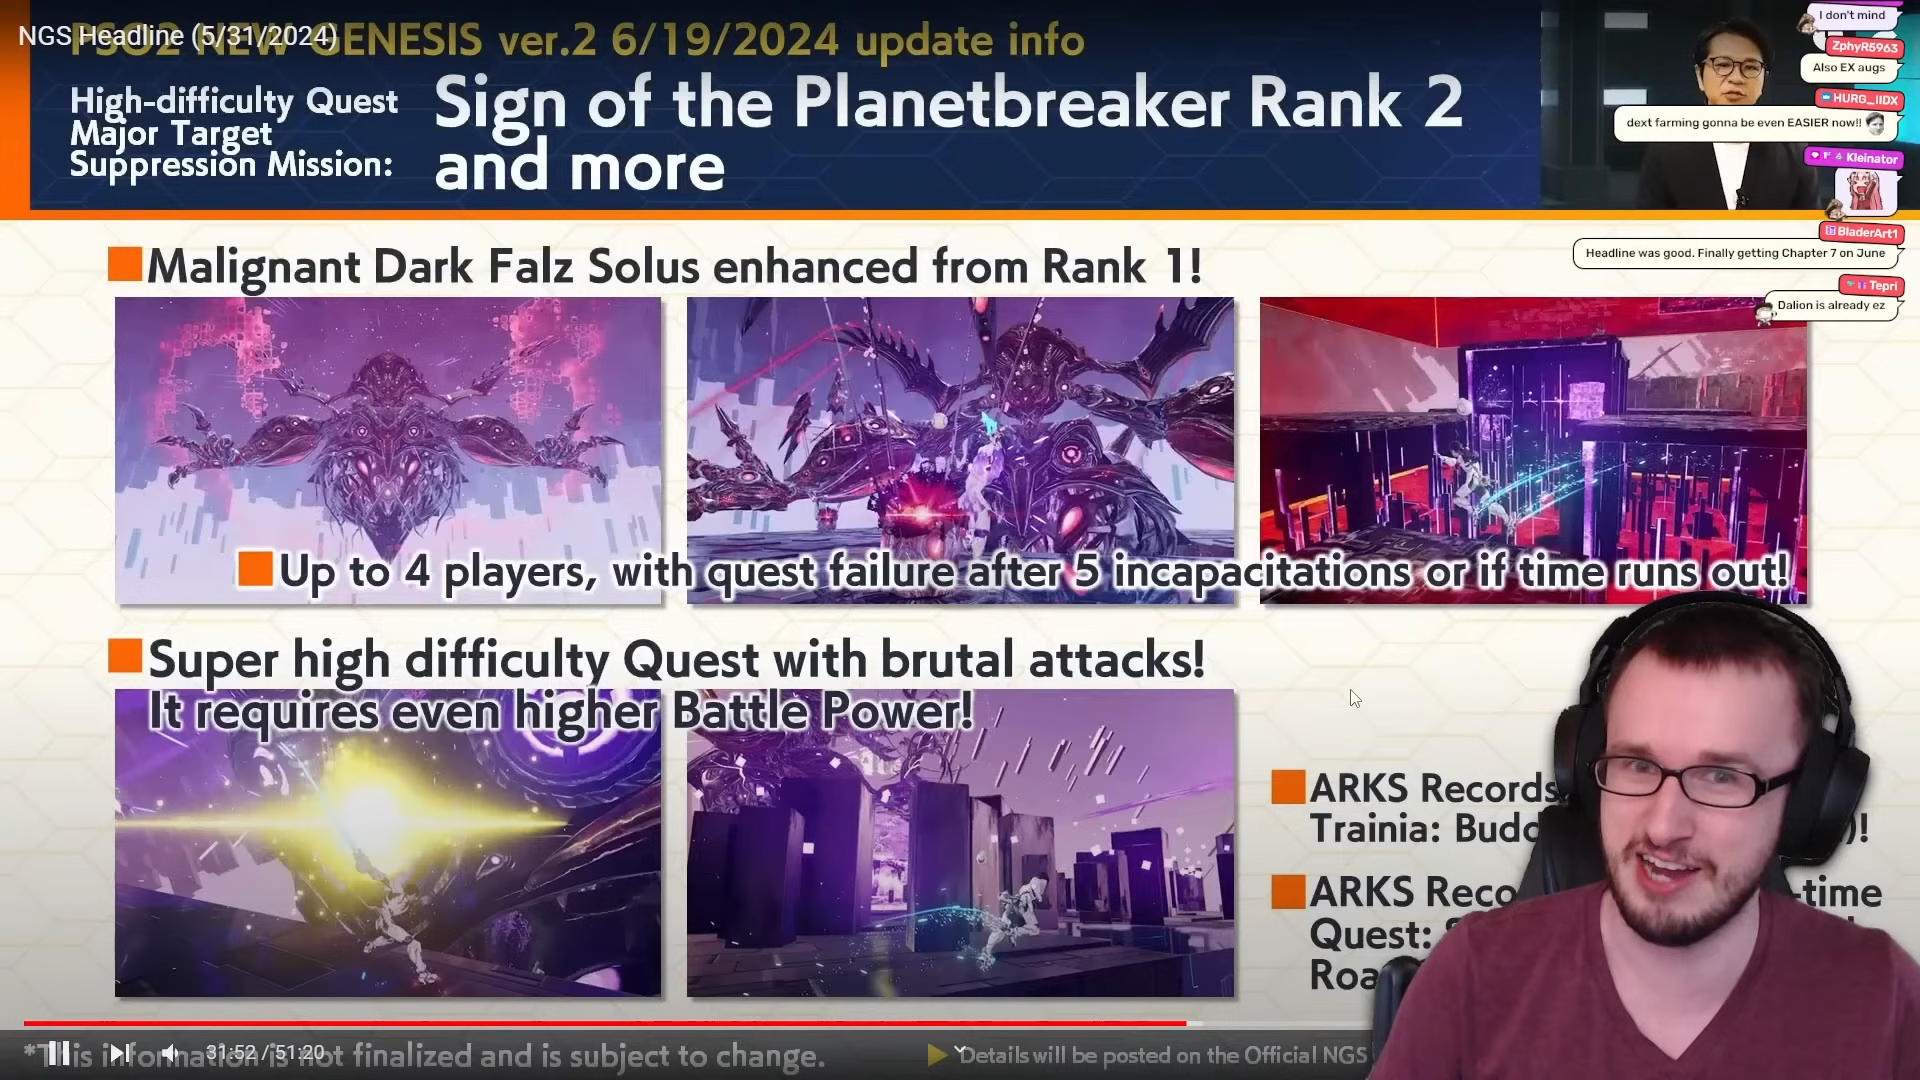 NGS Headline (5/31/2024)
PSO2 NEW GENESIS ver.2 6/19/2024 update info
High-difficulty Quest
Major Target
Suppression Mission:
Sign of the Planetbreaker Rank 2
and more
I don't mind
ZphyR5963
Also EX augs
HURG_IIDX
dext farming gonna be even EASIER now!!
Kleinator
BladerArt1
Headline was good. Finally getting Chapter 7 on June
Tepri
Dalion is already ez
Malignant Dark Falz Solus enhanced from Rank 1!
Up to 4 players, with quest failure after 5 incapacitations or if time runs out!
Super high difficulty Quest with brutal attacks!
It requires even higher Battle Power!
ARKS Records
Trainia: Budd )!
ARKS Reco -time
Quest:
Roa
31:52 / 51:20
*This information is not finalized and is subject to change.
Details will be posted on the Official NGS